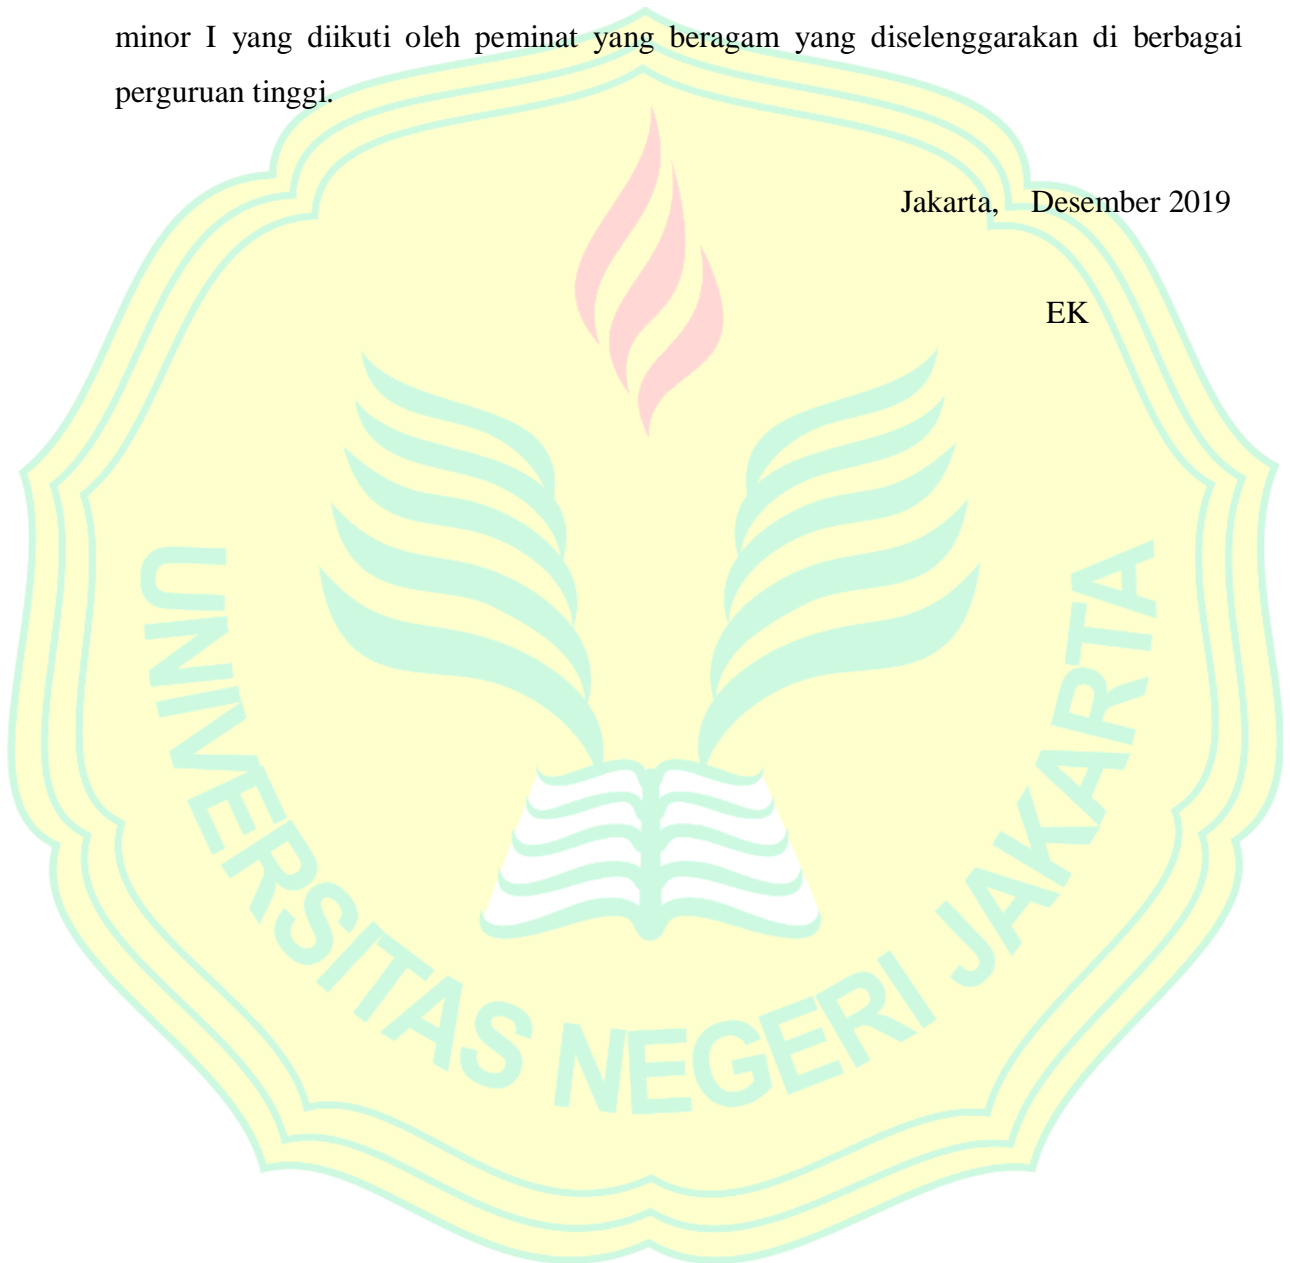 minor I yang diikuti oleh peminat yang beragam yang diselenggarakan di berbagai
perguruan tinggi.
Jakarta, Desember 2019
EK
UNIVERSITAS NEGERI JAKARTA